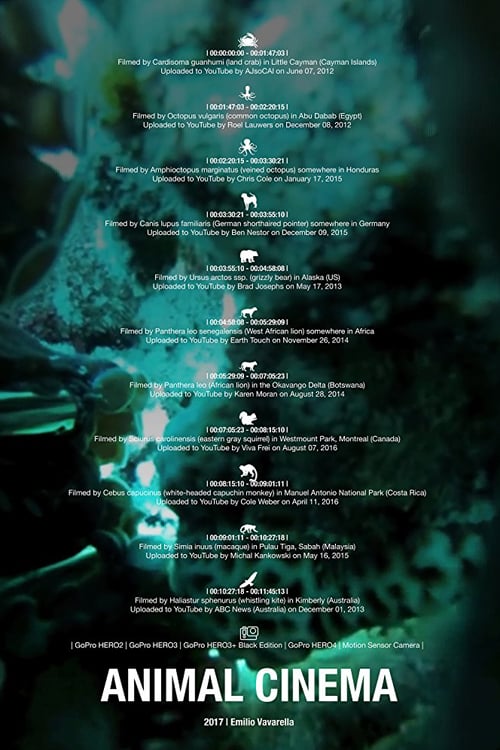 | 00:00:00:00 - 00:01:47:03 |
Filmed by Cardisoma guanhumi (land crab) in Little Cayman (Cayman Islands)
Uploaded to YouTube by AJsoCAl on June 07, 2012
| 00:01:47:03 - 00:02:20:15 |
Filmed by Octopus vulgaris (common octopus) in Abu Dabab (Egypt)
Uploaded to YouTube by Roel Lauwers on December 08, 2012
| 00:02:20:15 - 00:03:30:21 |
Filmed by Amphioctopus marginatus (veined octopus) somewhere in Honduras
Uploaded to YouTube by Chris Cole on January 17, 2015
| 00:03:30:21 - 00:03:55:10 |
Filmed by Canis lupus familiaris (German shorthaired pointer) somewhere in Germany
Uploaded to YouTube by Ben Nestor on December 09, 2015
| 00:03:55:10 - 00:04:58:08 |
Filmed by Ursus arctos ssp. (grizzly bear) in Alaska (US)
Uploaded to YouTube by Brad Josephs on May 17, 2013
| 00:04:58:08 - 00:05:29:09 |
Filmed by Panthera leo senegalensis (West African lion) somewhere in Africa
Uploaded to YouTube by Earth Touch on November 26, 2014
| 00:05:29:09 - 00:07:05:23 |
Filmed by Panthera leo (African lion) in the Okavango Delta (Botswana)
Uploaded to YouTube by Karen Moran on August 28, 2014
| 00:07:05:23 - 00:08:15:10 |
Filmed by Sciurus carolinensis (eastern gray squirrel) in Westmount Park, Montreal (Canada)
Uploaded to YouTube by Viva Frei on August 07, 2016
| 00:08:15:10 - 00:09:01:11 |
Filmed by Cebus capucinus (white-headed capuchin monkey) in Manuel Antonio National Park (Costa Rica)
Uploaded to YouTube by Cole Weber on April 11, 2016
| 00:09:01:11 - 00:10:27:18 |
Filmed by Simia inuus (macaque) in Pulau Tiga, Sabah (Malaysia)
Uploaded to YouTube by Michal Kankowski on May 16, 2015
| 00:10:27:18 - 00:11:45:13 |
Filmed by Haliastur sphenurus (whistling kite) in Kimberly (Australia)
Uploaded to YouTube by ABC News (Australia) on December 01, 2013
| GoPro HERO2 | GoPro HERO3 | GoPro HERO3+ Black Edition | GoPro HERO4 | Motion Sensor Camera |
ANIMAL CINEMA
2017 | Emilio Vavarella